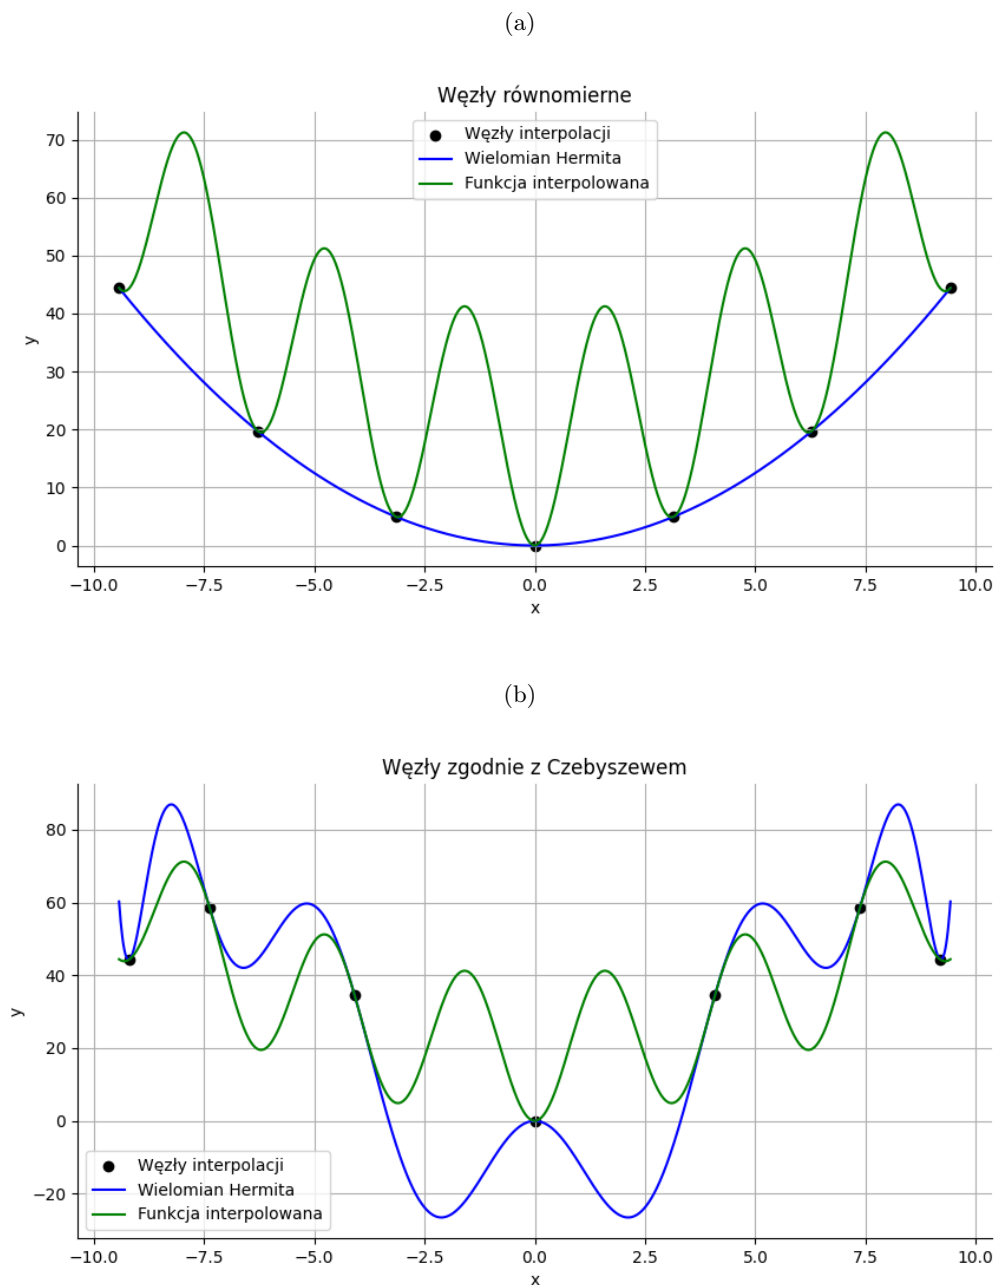 (a)
Węzły równomierne
Węzły interpolacji
Wielomian Hermita
Funkcja interpolowana
70
60
50
40
30
20
10
0
y
−10.0 −7.5 −5.0 −2.5 0.0 2.5 5.0 7.5 10.0
x
(b)
Węzły zgodnie z Czebyszewem
80
60
40
20
0
−20
y
Węzły interpolacji
Wielomian Hermita
Funkcja interpolowana
−10.0 −7.5 −5.0 −2.5 0.0 2.5 5.0 7.5 10.0
x